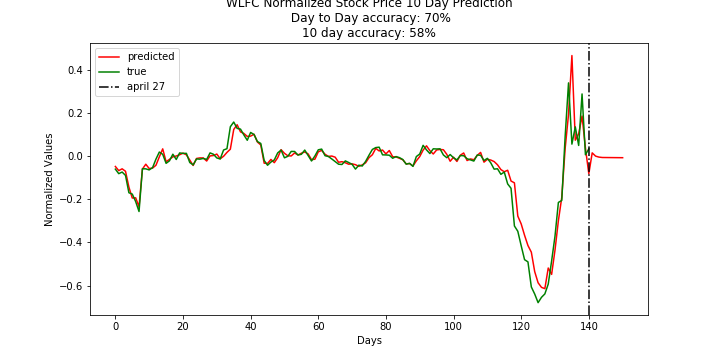 WLFC Normalized Stock Price 10 Day Prediction
Day to Day accuracy: 70%
10 day accuracy: 58%
predicted
true
april 27
Normalized Values
0.4
0.2
0.0
−0.2
−0.4
−0.6
0 20 40 60 80 100 120 140
Days